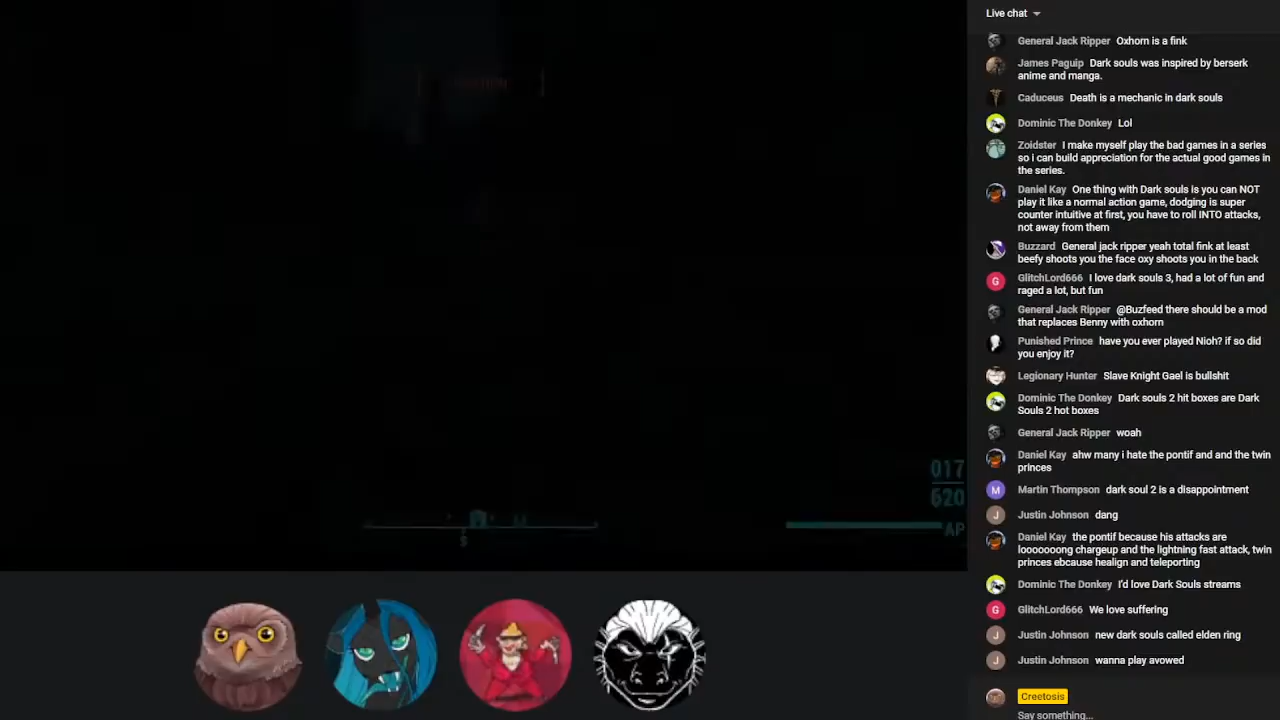 Live chat
General Jack Ripper Oxhorn is a fink
James Paguip Dark souls was inspired by berserk
anime and manga.
Caduceus Death is a mechanic in dark souls
Dominic The Donkey Lol
Zoidster I make myself play the bad games in a series
so i can build appreciation for the actual good games in
the series.
Daniel Kay One thing with Dark souls is you can NOT
play it like a normal action game, dodging is super
counter intuitive at first, you have to roll INTO attacks,
not away from them
Buzzard General jack ripper yeah total fink at least
beefy shoots you the face oxy shoots you in the back
GlitchLord666 I love dark souls 3, had a lot of fun and
raged a lot, but fun
General Jack Ripper @Buzfeed there should be a mod
that replaces Benny with oxhorn
Punished Prince have you ever played Nioh? if so did
you enjoy it?
Legionary Hunter Slave Knight Gael is bullshit
Dominic The Donkey Dark souls 2 hit boxes are Dark
Souls 2 hot boxes
General Jack Ripper woah
Daniel Kay ahw many i hate the pontif and and the twin
princes
M Martin Thompson dark soul 2 is a disappointment
J Justin Johnson dang
Daniel Kay the pontif because his attacks are
looooooong chargeup and the lightning fast attack, twin
princes ebcause healign and teleporting
Dominic The Donkey I'd love Dark Souls streams
G GlitchLord666 We love suffering
J Justin Johnson new dark souls called elden ring
J Justin Johnson wanna play avowed
Creetosis
Say something...
017
620
AP
S